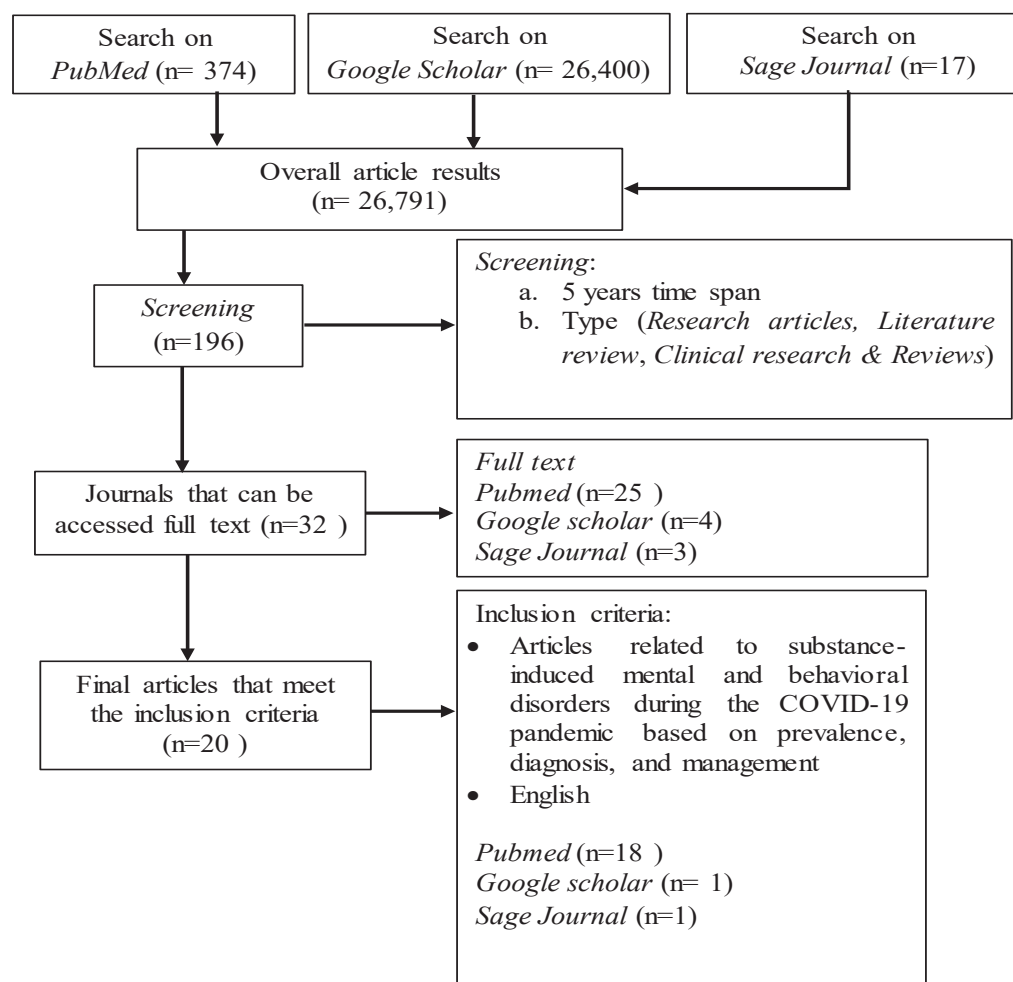 Search on
PubMed (n= 374)
Search on
Google Scholar (n= 26,400)
Search on
Sage Journal (n=17)
Overall article results
(n= 26,791)
Screening
(n=196)
Screening:
a. 5 years time span
b. Type (Research articles, Literature
review, Clinical research & Reviews)
Journals that can be
accessed full text (n=32 )
Full text
Pubmed (n=25 )
Google scholar (n=4)
Sage Journal (n=3)
Final articles that meet
the inclusion criteria
(n=20 )
Inclusion criteria:
• Articles related to substance-
induced mental and behavioral
disorders during the COVID-19
pandemic based on prevalence,
diagnosis, and management
• English
Pubmed (n=18 )
Google scholar (n= 1)
Sage Journal (n=1)